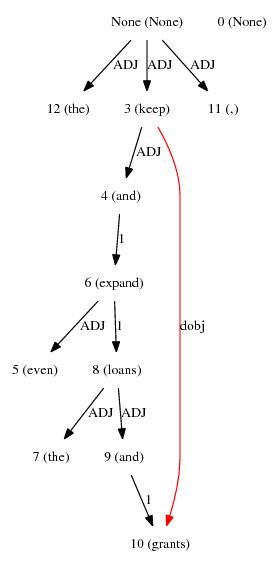 None (None) 0 (None)
ADJ ADJ ADJ
12 (the) 3 (keep) 11 (,)
ADJ
4 (and)
1
6 (expand)
ADJ 1 dobj
5 (even) 8 (loans)
ADJ ADJ
7 (the) 9 (and)
1
10 (grants)